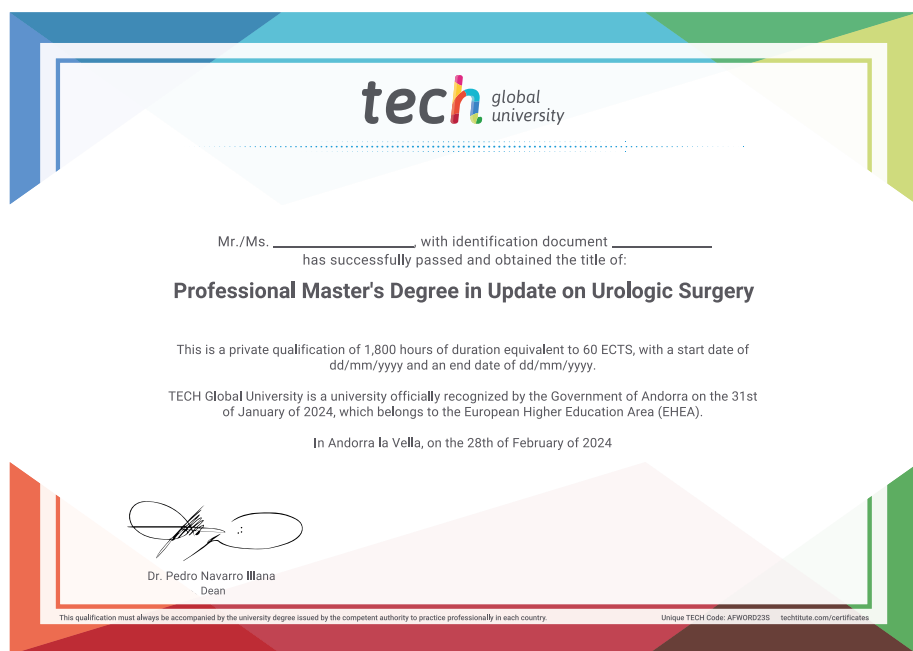 tech global university
Mr./Ms. ____________________, with identification document ______________
has successfully passed and obtained the title of:
Professional Master's Degree in Update on Urologic Surgery
This is a private qualification of 1,800 hours of duration equivalent to 60 ECTS, with a start date of
dd/mm/yyyy and an end date of dd/mm/yyyy.
TECH Global University is a university officially recognized by the Government of Andorra on the 31st
of January of 2024, which belongs to the European Higher Education Area (EHEA).
In Andorra la Vella, on the 28th of February of 2024
Dr. Pedro Navarro Illana
Dean
This qualification must always be accompanied by the university degree issued by the competent authority to practice professionally in each country.
Unique TECH Code: AFWORD23S techtitute.com/certificates